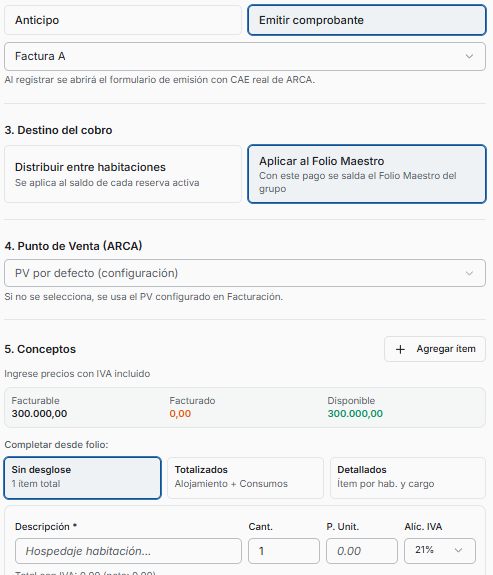 Anticipo
Emitir comprobante
Factura A
Al registrar se abrirá el formulario de emisión con CAE real de ARCA.
3. Destino del cobro
Distribuir entre habitaciones
Se aplica al saldo de cada reserva activa
Aplicar al Folio Maestro
Con este pago se salda el Folio Maestro del
grupo
4. Punto de Venta (ARCA)
PV por defecto (configuración)
Si no se selecciona, se usa el PV configurado en Facturación.
5. Conceptos
+ Agregar ítem
Ingrese precios con IVA incluido
Facturable
300.000,00
Facturado
0,00
Disponible
300.000,00
Completar desde folio:
Sin desglose
1 ítem total
Totalizados
Alojamiento + Consumos
Detallados
Ítem por hab. y cargo
Descripción *
Cant.
P. Unit.
Alíc. IVA
Hospedaje habitación...
1
0.00
21%
Total con IVA: 0.00 (neto: 0.00)